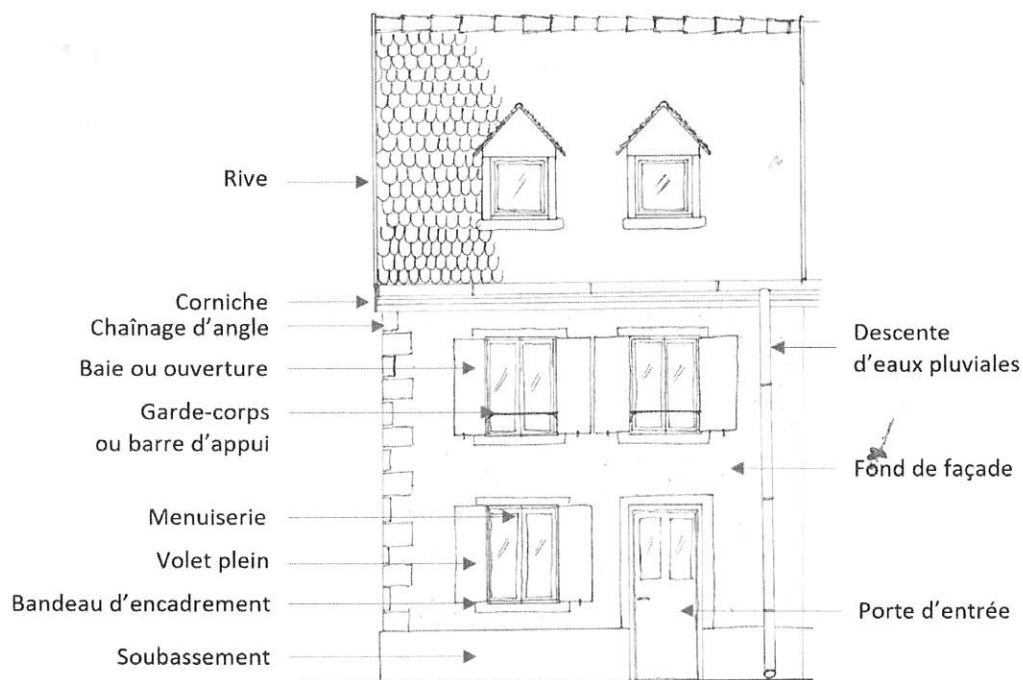 Rive
Corniche
Chaînage d'angle
Baie ou ouverture
Garde-corps
ou barre d'appui
Menuiserie
Volet plein
Bandeau d'encadrement
Soubassement
Descente
d'eaux pluviales
Fond de façade
Porte d'entrée